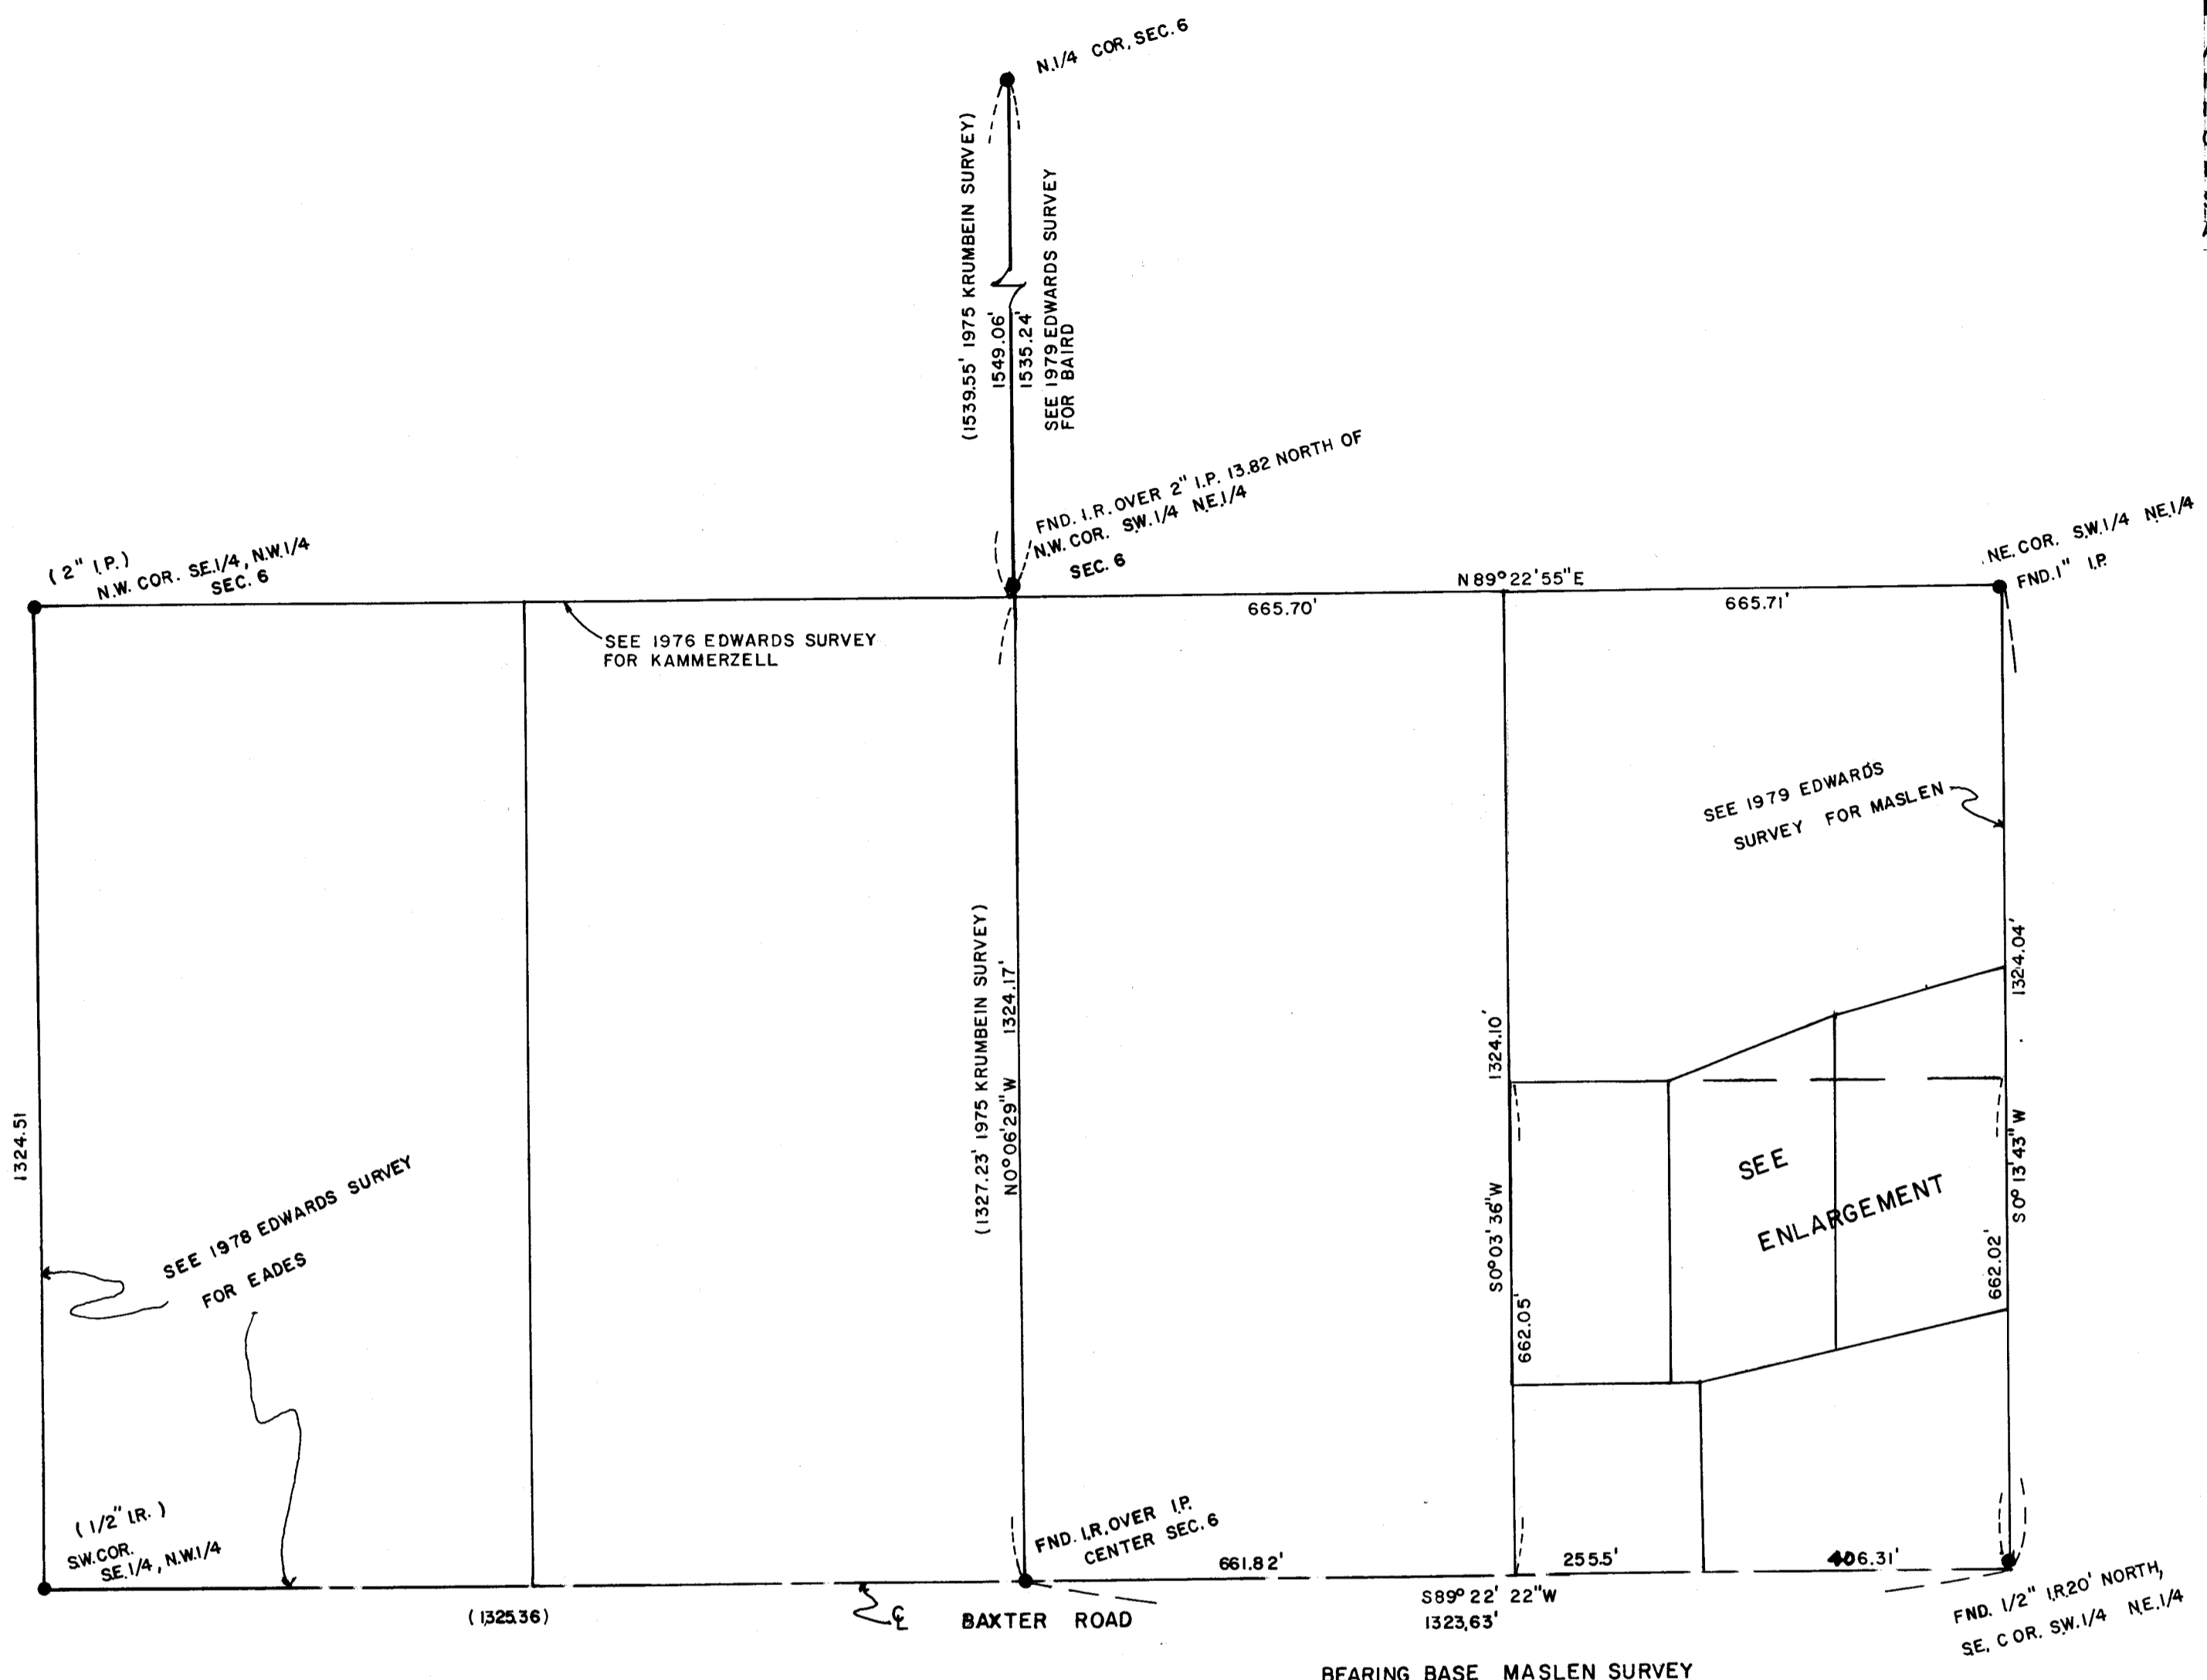 N.1/4 COR. SEC. 6
(1539.55' 1975 KRUMBEIN SURVEY)
1549.06'
1535.24'
SEE 1979 EDWARDS SURVEY
FOR BAIRD
FND. I.R. OVER 2" I.P. 13.82 NORTH OF
N.W. COR. S.W. 1/4 N.E. 1/4
SEC. 6
(2" I.P.)
N.W. COR. SE.1/4, N.W.1/4
SEC. 6
NE. COR. S.W. 1/4 NE.1/4
FND. 1" I.P.
N 89° 22' 55" E
665.70'
665.71'
SEE 1976 EDWARDS SURVEY
FOR KAMMERZELL
SEE 1979 EDWARDS
SURVEY FOR MASLEN
(1327.23' 1975 KRUMBEIN SURVEY)
N0° 06' 29" W 1324.17'
1324.10'
S0° 03' 36" W
662.05'
1324.04'
S0° 13' 43" W
662.02'
SEE
ENLARGEMENT
1324.51
SEE 1978 EDWARDS SURVEY
FOR EADES
(1/2" I.R.)
S.W. COR.
S.E. 1/4, N.W. 1/4
FND. I.R. OVER I.P.
CENTER SEC. 6
661.82'
255.5'
406.31'
S89° 22' 22" W
1323.63'
(1325.36)
℄ BAXTER ROAD
FND. 1/2" I.R. 20' NORTH,
SE. COR. SW. 1/4 NE. 1/4
BEARING BASE MASLEN SURVEY